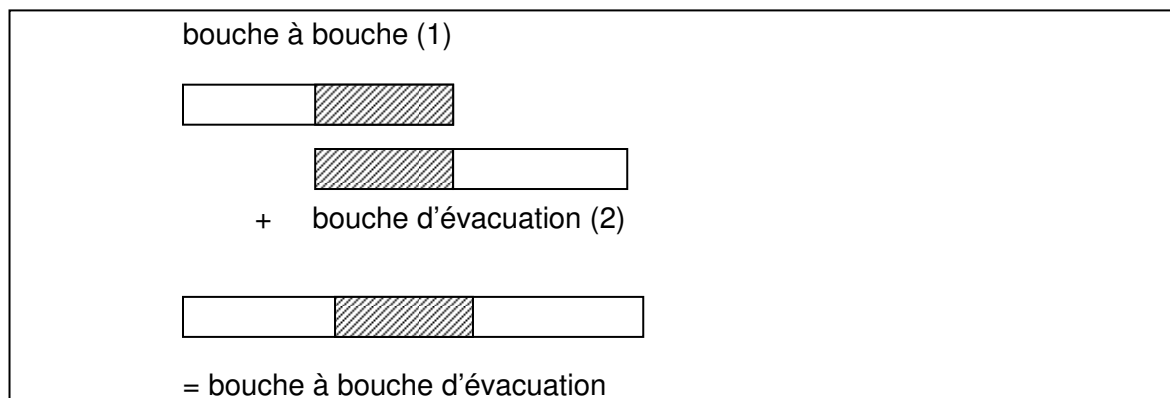 bouche à bouche (1)
+ bouche d’évacuation (2)
= bouche à bouche d’évacuation